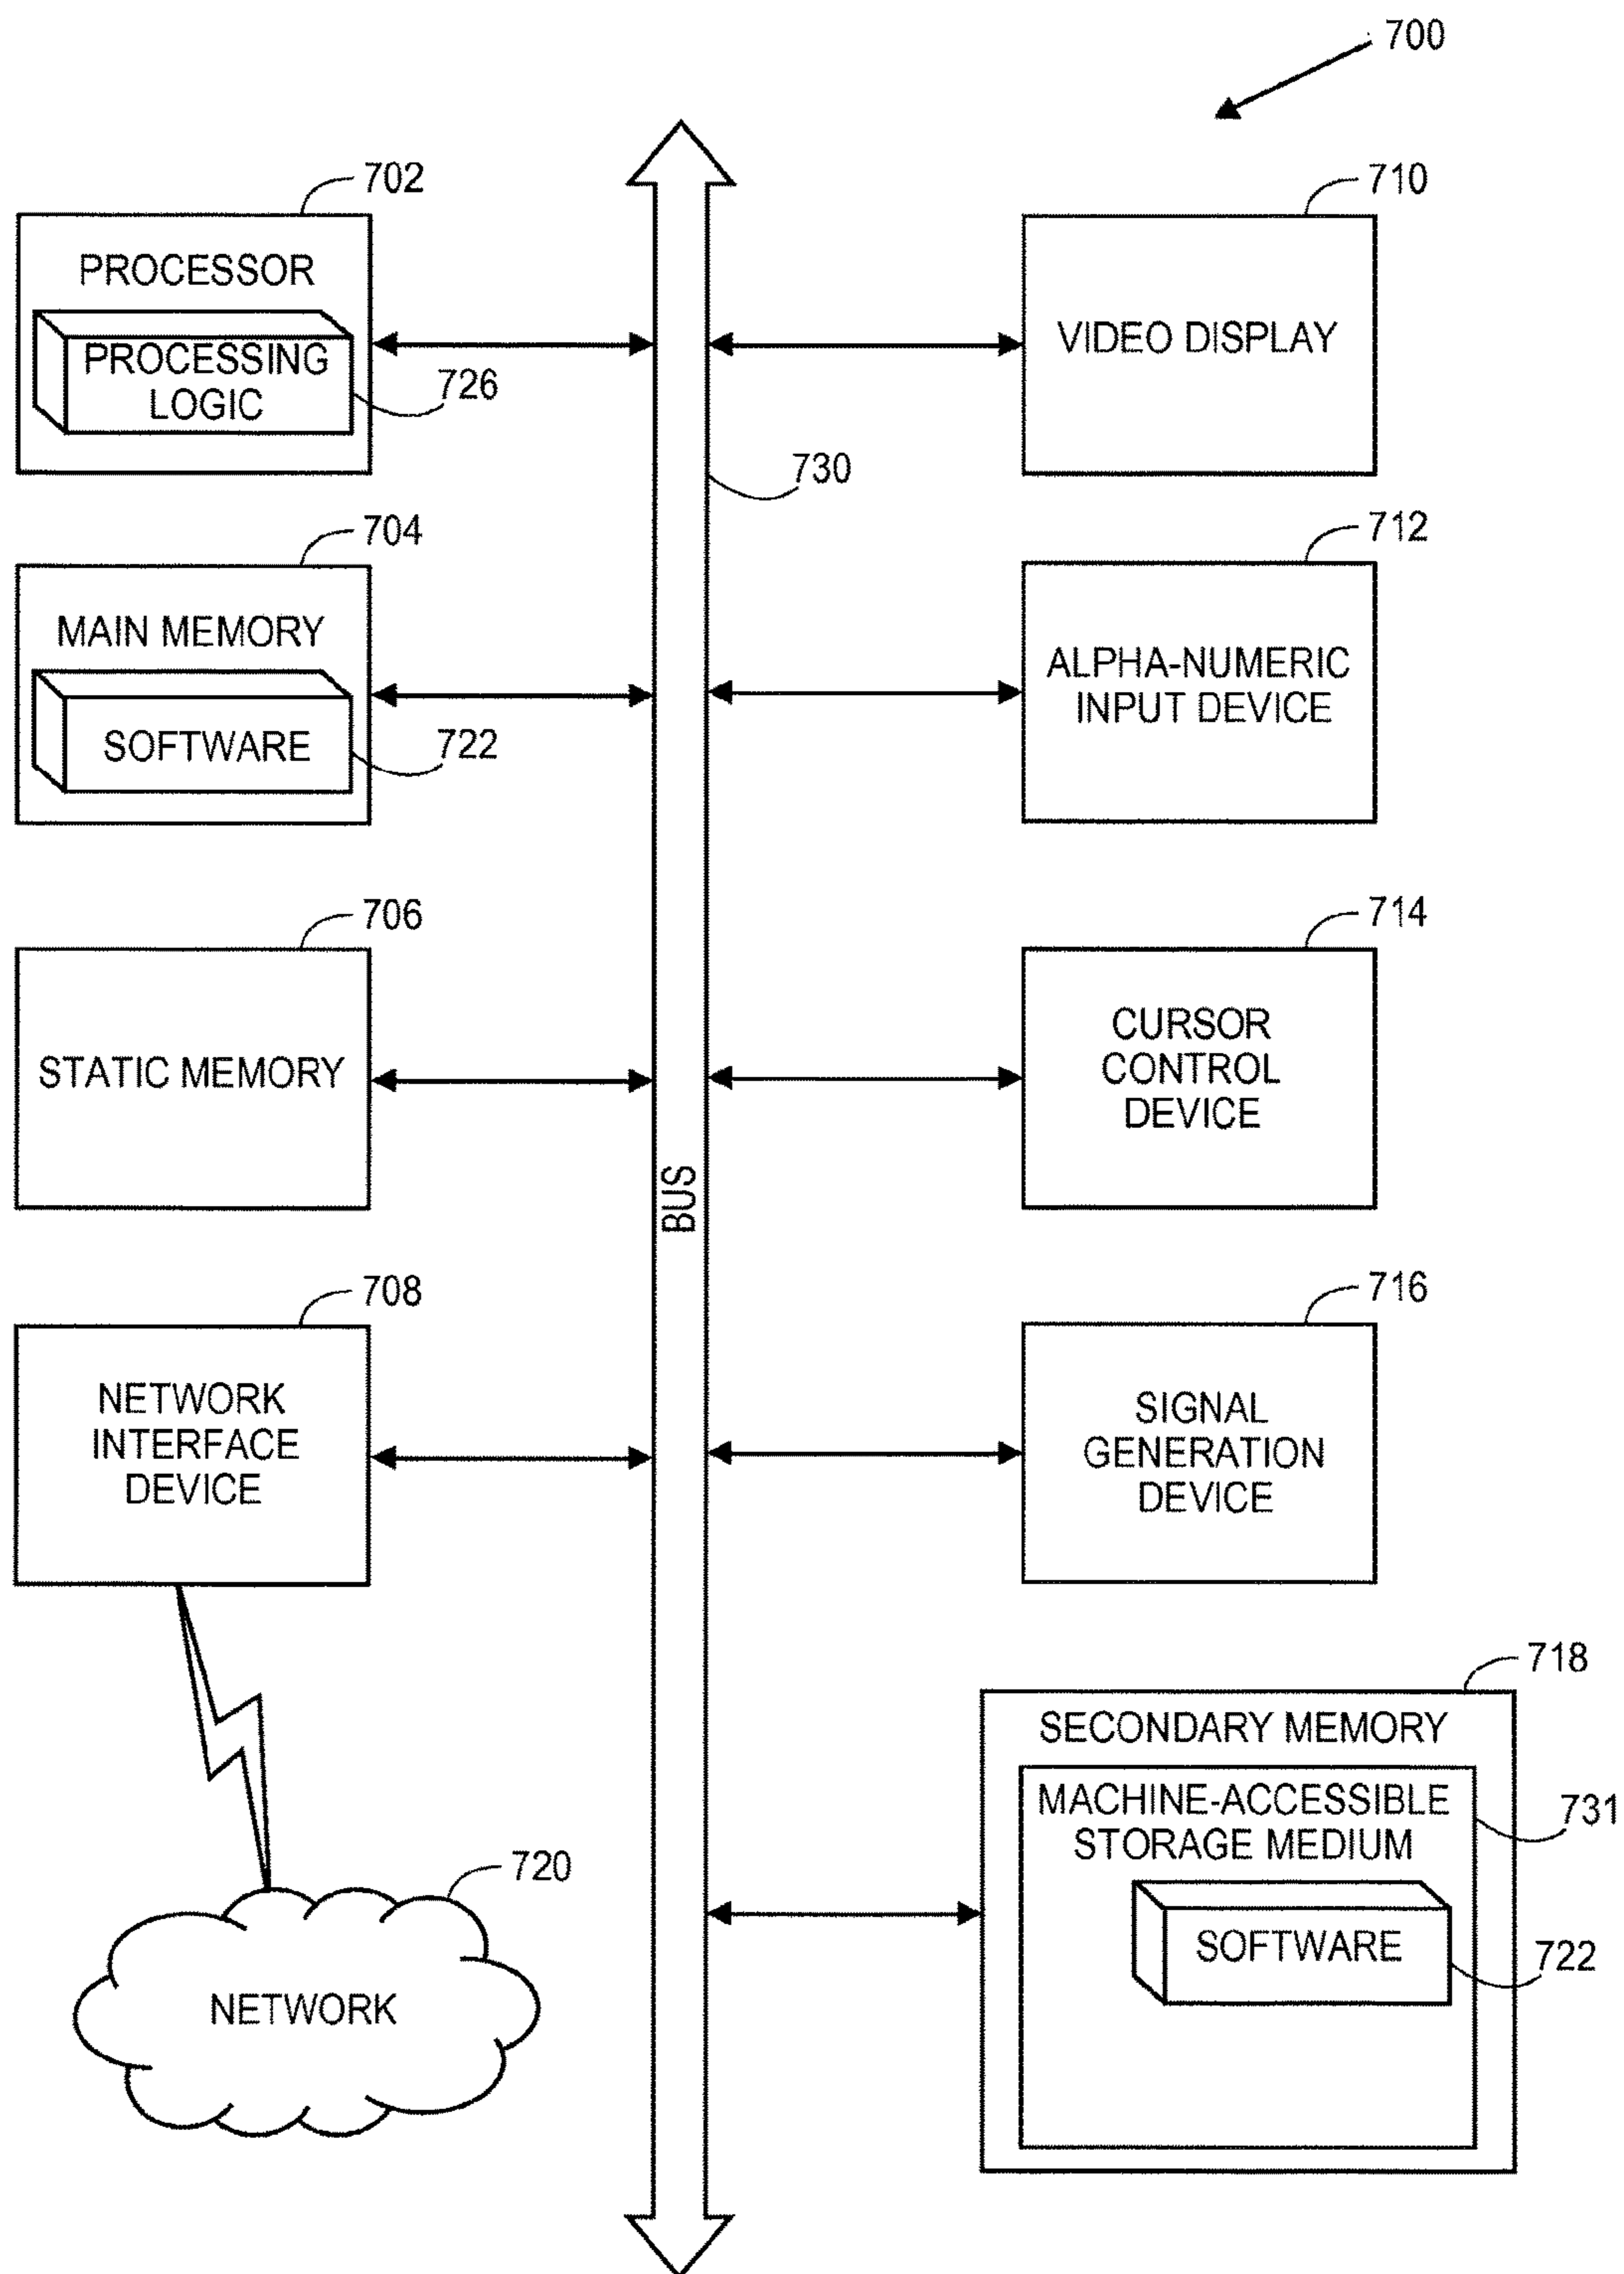 700
702
PROCESSOR
PROCESSING
LOGIC
726
704
MAIN MEMORY
SOFTWARE
722
706
STATIC MEMORY
708
NETWORK
INTERFACE
DEVICE
720
NETWORK
730
BUS
710
VIDEO DISPLAY
712
ALPHA-NUMERIC
INPUT DEVICE
714
CURSOR
CONTROL
DEVICE
716
SIGNAL
GENERATION
DEVICE
718
SECONDARY MEMORY
MACHINE-ACCESSIBLE
STORAGE MEDIUM
731
SOFTWARE
722